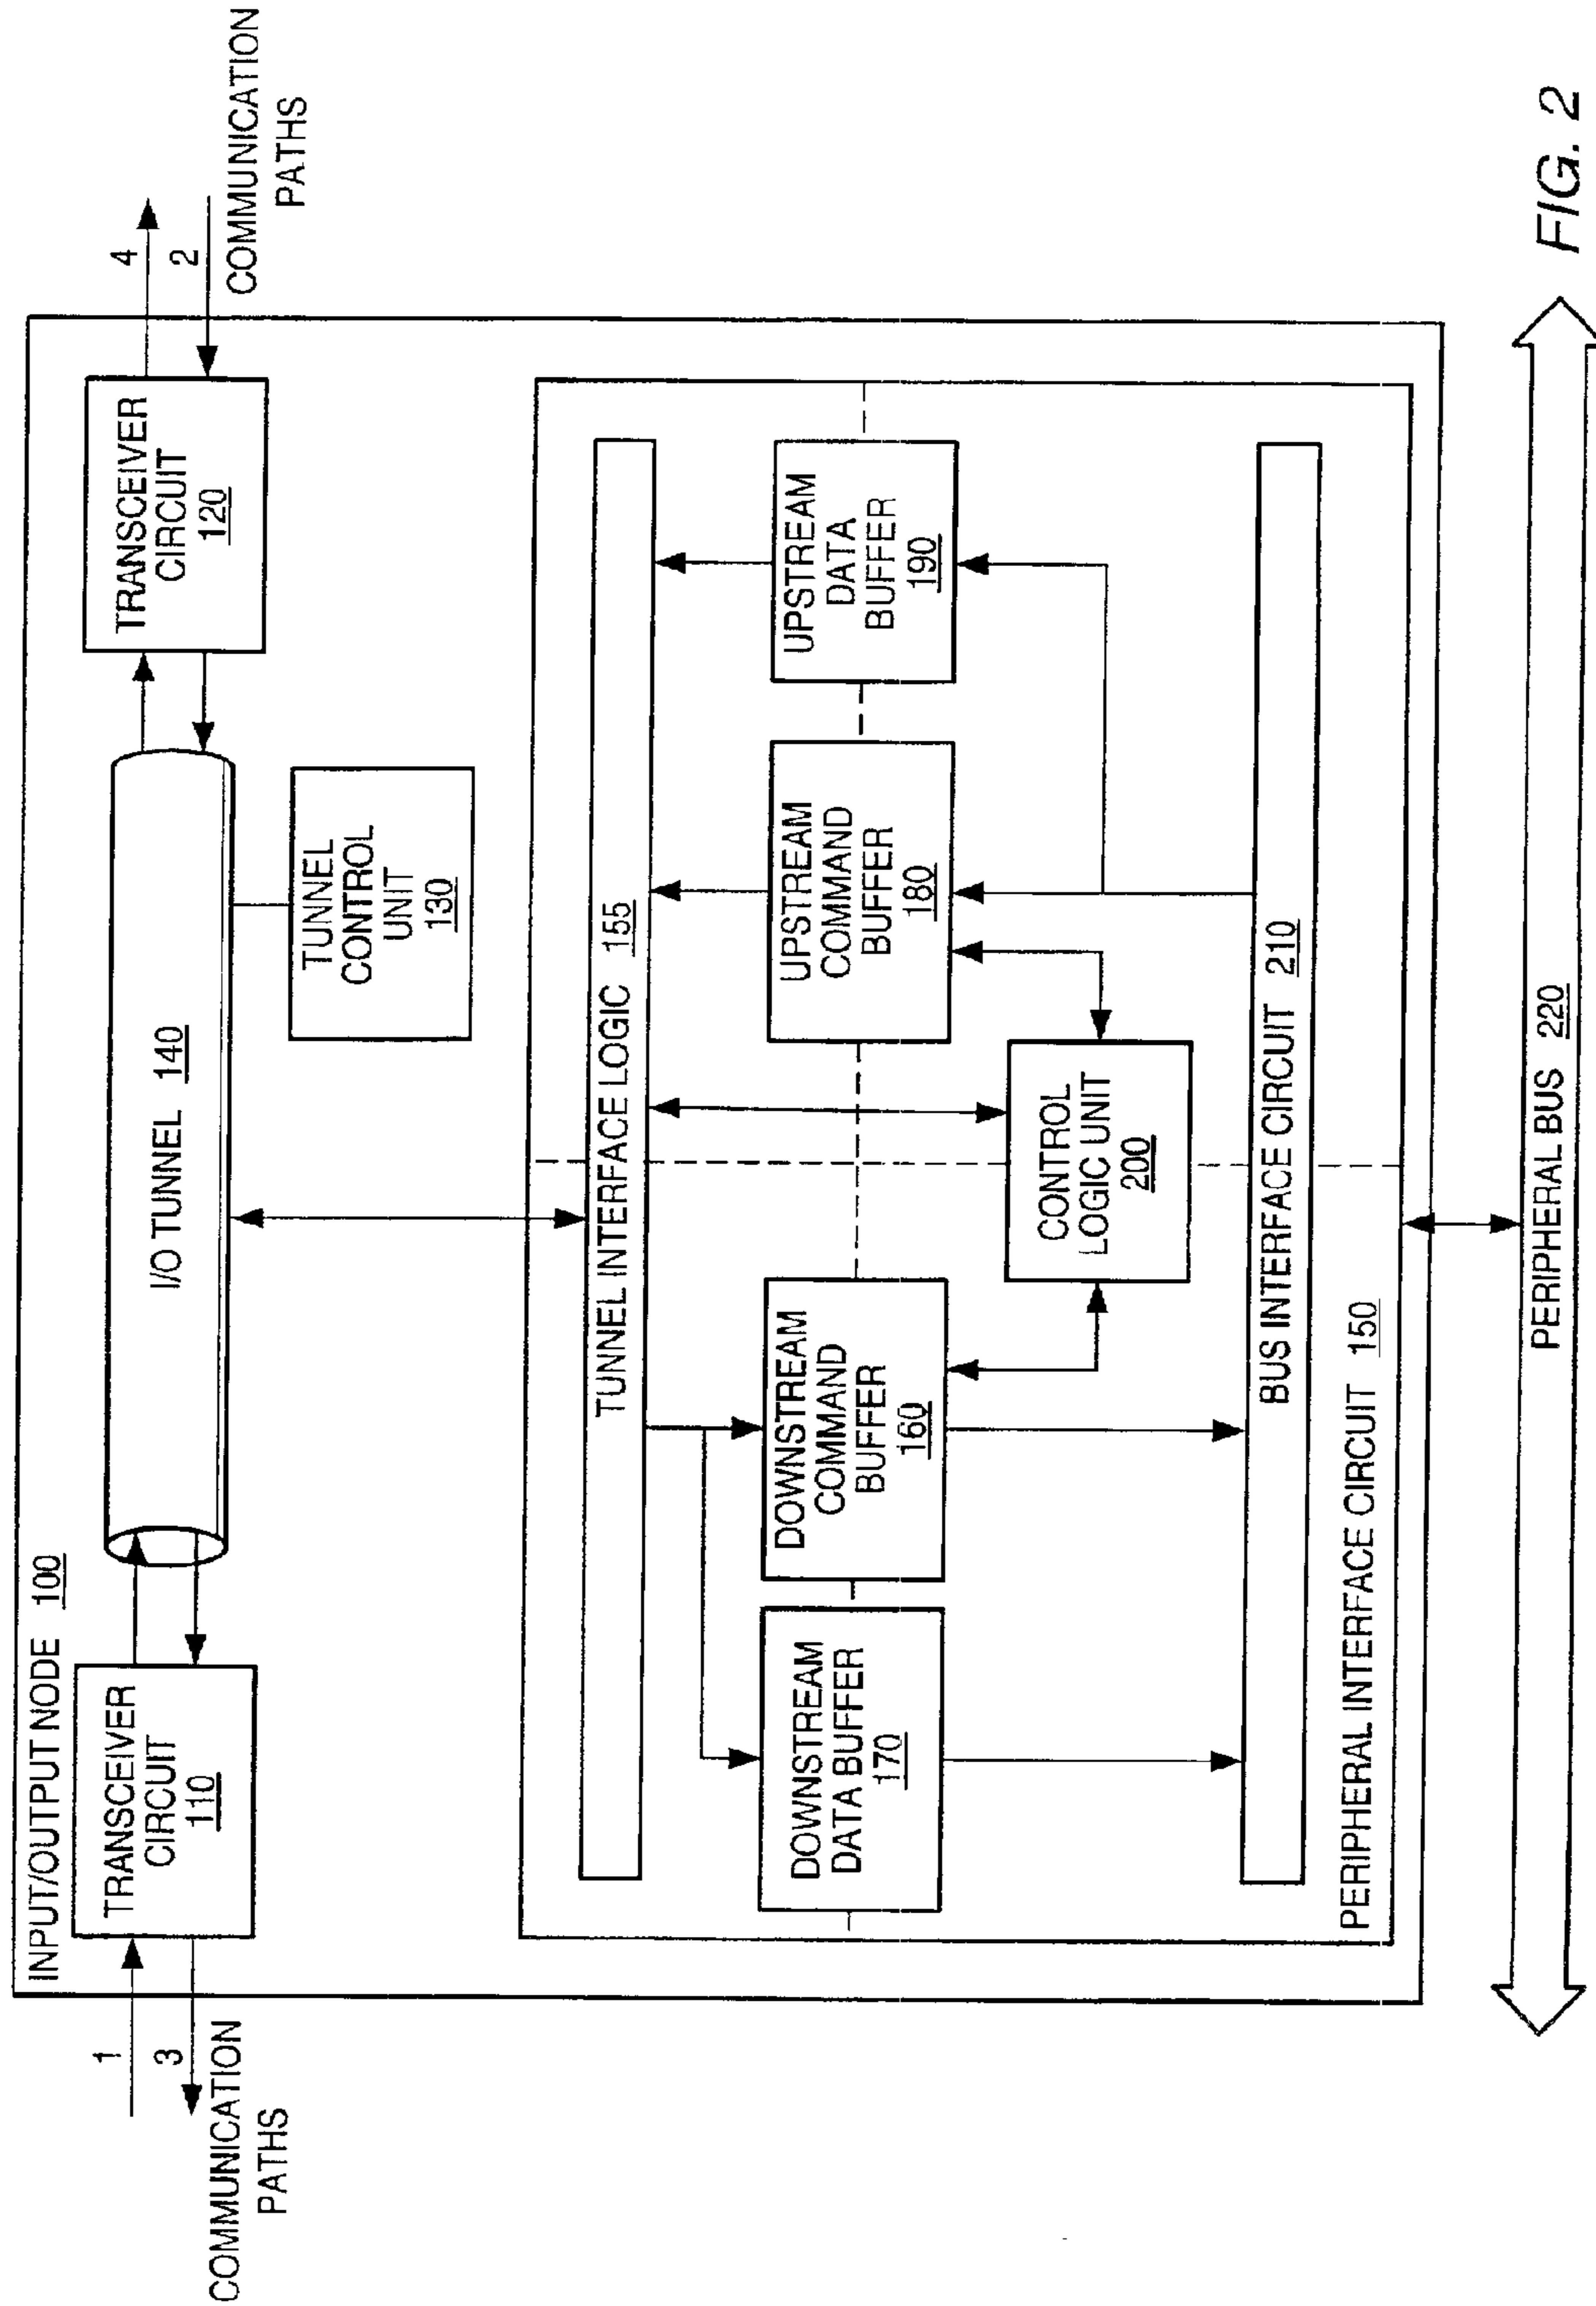 INPUT/OUTPUT NODE 100
1
3
COMMUNICATION
PATHS
TRANSCEIVER
CIRCUIT
110
I/O TUNNEL 140
TRANSCEIVER
CIRCUIT
120
4
2
COMMUNICATION
PATHS
TUNNEL
CONTROL
UNIT
130
TUNNEL INTERFACE LOGIC 155
DOWNSTREAM
DATA BUFFER
170
DOWNSTREAM
COMMAND
BUFFER
160
UPSTREAM
COMMAND
BUFFER
180
UPSTREAM
DATA
BUFFER
190
CONTROL
LOGIC UNIT
200
BUS INTERFACE CIRCUIT 210
PERIPHERAL INTERFACE CIRCUIT 150
PERIPHERAL BUS 220
FIG. 2